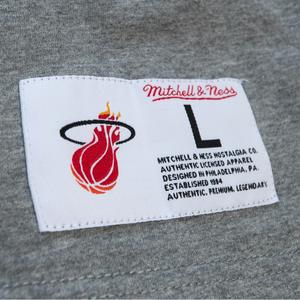 Mitchell & Ness
L
MITCHELL & NESS NOSTALGIA CO.
AUTHENTIC LICENSED APPAREL
DESIGNED IN PHILADELPHIA, PA.
ESTABLISHED 1904
AUTHENTIC. PREMIUM. LEGENDARY